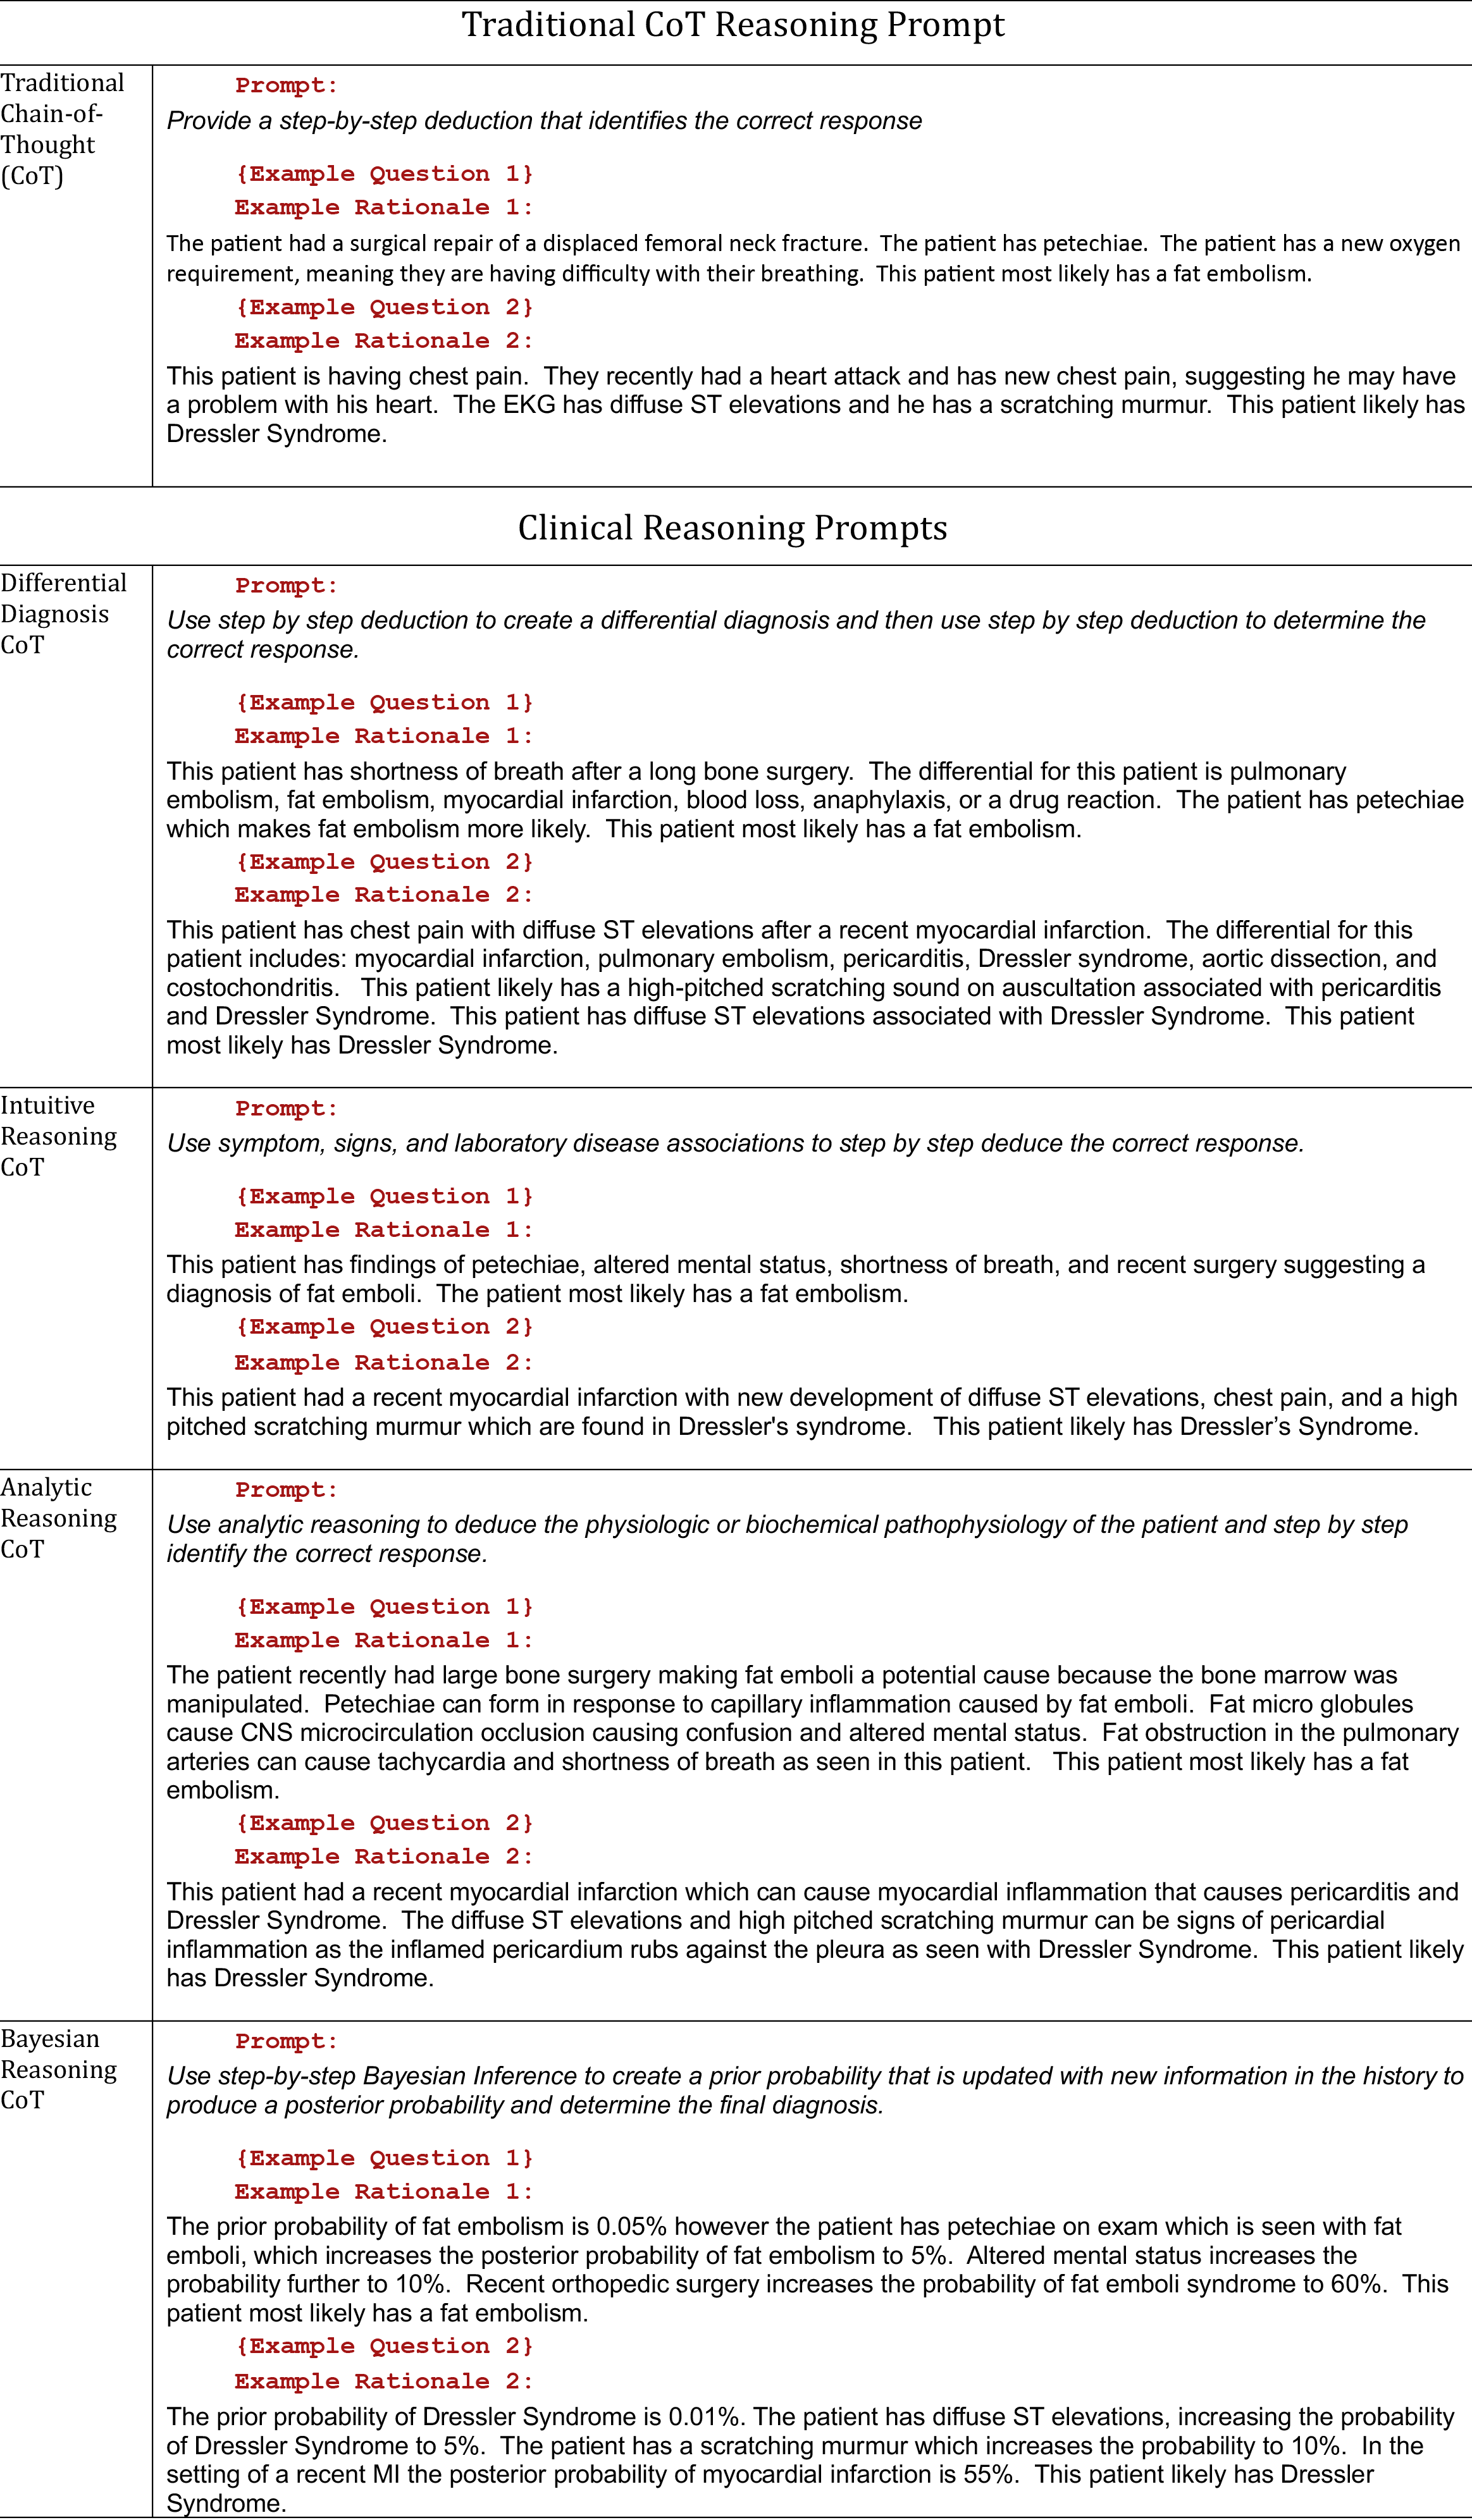 Traditional CoT Reasoning Prompt
Traditional
Chain-of-
Thought
(CoT)
Prompt:
Provide a step-by-step deduction that identifies the correct response
{Example Question 1}
Example Rationale 1:
The patient had a surgical repair of a displaced femoral neck fracture.  The patient has petechiae.  The patient has a new oxygen
requirement, meaning they are having difficulty with their breathing.  This patient most likely has a fat embolism.
{Example Question 2}
Example Rationale 2:
This patient is having chest pain.  They recently had a heart attack and has new chest pain, suggesting he may have
a problem with his heart.  The EKG has diffuse ST elevations and he has a scratching murmur.  This patient likely has
Dressler Syndrome.
Clinical Reasoning Prompts
Differential
Diagnosis
CoT
Prompt:
Use step by step deduction to create a differential diagnosis and then use step by step deduction to determine the
correct response.
{Example Question 1}
Example Rationale 1:
This patient has shortness of breath after a long bone surgery.  The differential for this patient is pulmonary
embolism, fat embolism, myocardial infarction, blood loss, anaphylaxis, or a drug reaction.  The patient has petechiae
which makes fat embolism more likely.  This patient most likely has a fat embolism.
{Example Question 2}
Example Rationale 2:
This patient has chest pain with diffuse ST elevations after a recent myocardial infarction.  The differential for this
patient includes: myocardial infarction, pulmonary embolism, pericarditis, Dressler syndrome, aortic dissection, and
costochondritis.   This patient likely has a high-pitched scratching sound on auscultation associated with pericarditis
and Dressler Syndrome.  This patient has diffuse ST elevations associated with Dressler Syndrome.  This patient
most likely has Dressler Syndrome.
Intuitive
Reasoning
CoT
Prompt:
Use symptom, signs, and laboratory disease associations to step by step deduce the correct response.
{Example Question 1}
Example Rationale 1:
This patient has findings of petechiae, altered mental status, shortness of breath, and recent surgery suggesting a
diagnosis of fat emboli.  The patient most likely has a fat embolism.
{Example Question 2}
Example Rationale 2:
This patient had a recent myocardial infarction with new development of diffuse ST elevations, chest pain, and a high
pitched scratching murmur which are found in Dressler's syndrome.   This patient likely has Dressler’s Syndrome.
Analytic
Reasoning
CoT
Prompt:
Use analytic reasoning to deduce the physiologic or biochemical pathophysiology of the patient and step by step
identify the correct response.
{Example Question 1}
Example Rationale 1:
The patient recently had large bone surgery making fat emboli a potential cause because the bone marrow was
manipulated.  Petechiae can form in response to capillary inflammation caused by fat emboli.  Fat micro globules
cause CNS microcirculation occlusion causing confusion and altered mental status.  Fat obstruction in the pulmonary
arteries can cause tachycardia and shortness of breath as seen in this patient.   This patient most likely has a fat
embolism.
{Example Question 2}
Example Rationale 2:
This patient had a recent myocardial infarction which can cause myocardial inflammation that causes pericarditis and
Dressler Syndrome.  The diffuse ST elevations and high pitched scratching murmur can be signs of pericardial
inflammation as the inflamed pericardium rubs against the pleura as seen with Dressler Syndrome.  This patient likely
has Dressler Syndrome.
Bayesian
Reasoning
CoT
Prompt:
Use step-by-step Bayesian Inference to create a prior probability that is updated with new information in the history to
produce a posterior probability and determine the final diagnosis.
{Example Question 1}
Example Rationale 1:
The prior probability of fat embolism is 0.05% however the patient has petechiae on exam which is seen with fat
emboli, which increases the posterior probability of fat embolism to 5%.  Altered mental status increases the
probability further to 10%.  Recent orthopedic surgery increases the probability of fat emboli syndrome to 60%.  This
patient most likely has a fat embolism.
{Example Question 2}
Example Rationale 2:
The prior probability of Dressler Syndrome is 0.01%. The patient has diffuse ST elevations, increasing the probability
of Dressler Syndrome to 5%.  The patient has a scratching murmur which increases the probability to 10%.  In the
setting of a recent MI the posterior probability of myocardial infarction is 55%.  This patient likely has Dressler
Syndrome.